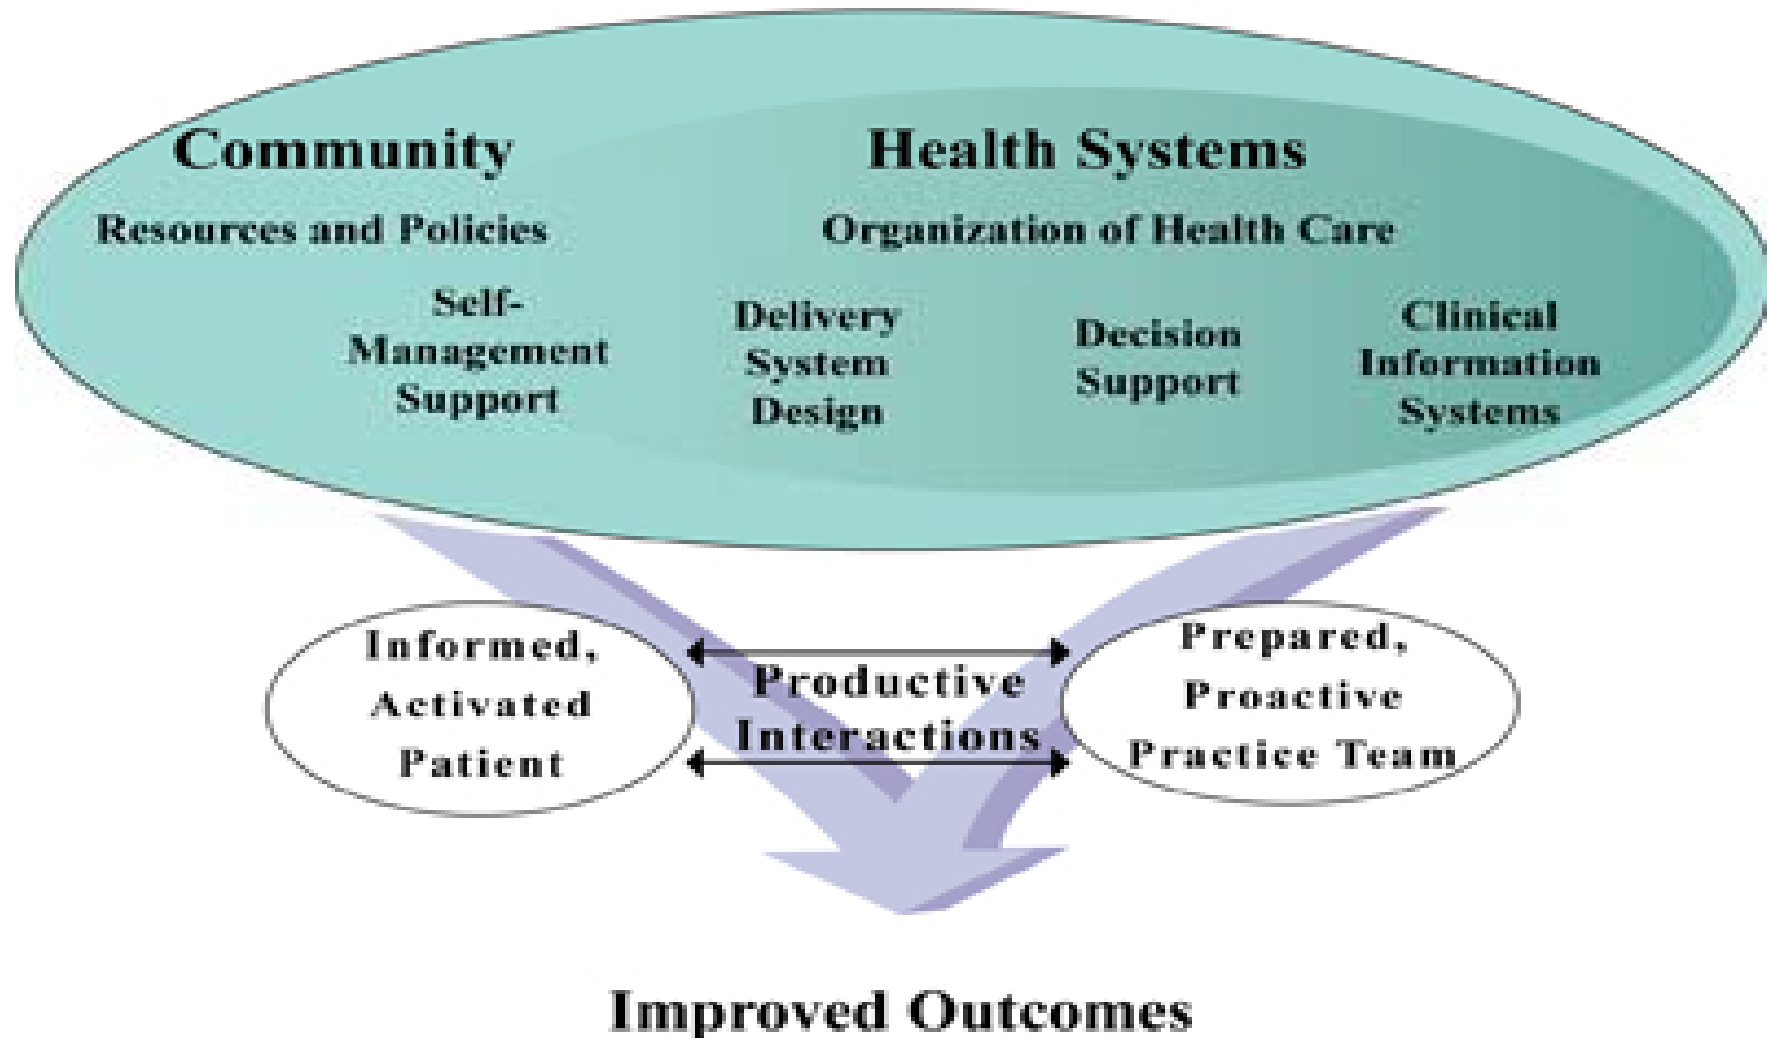 Community
Health Systems
Resources and Policies
Organization of Health Care
Self-
Management
Support
Delivery
System
Design
Decision
Support
Clinical
Information
Systems
Informed,
Activated
Patient
Productive
Interactions
Prepared,
Proactive
Practice Team
Improved Outcomes